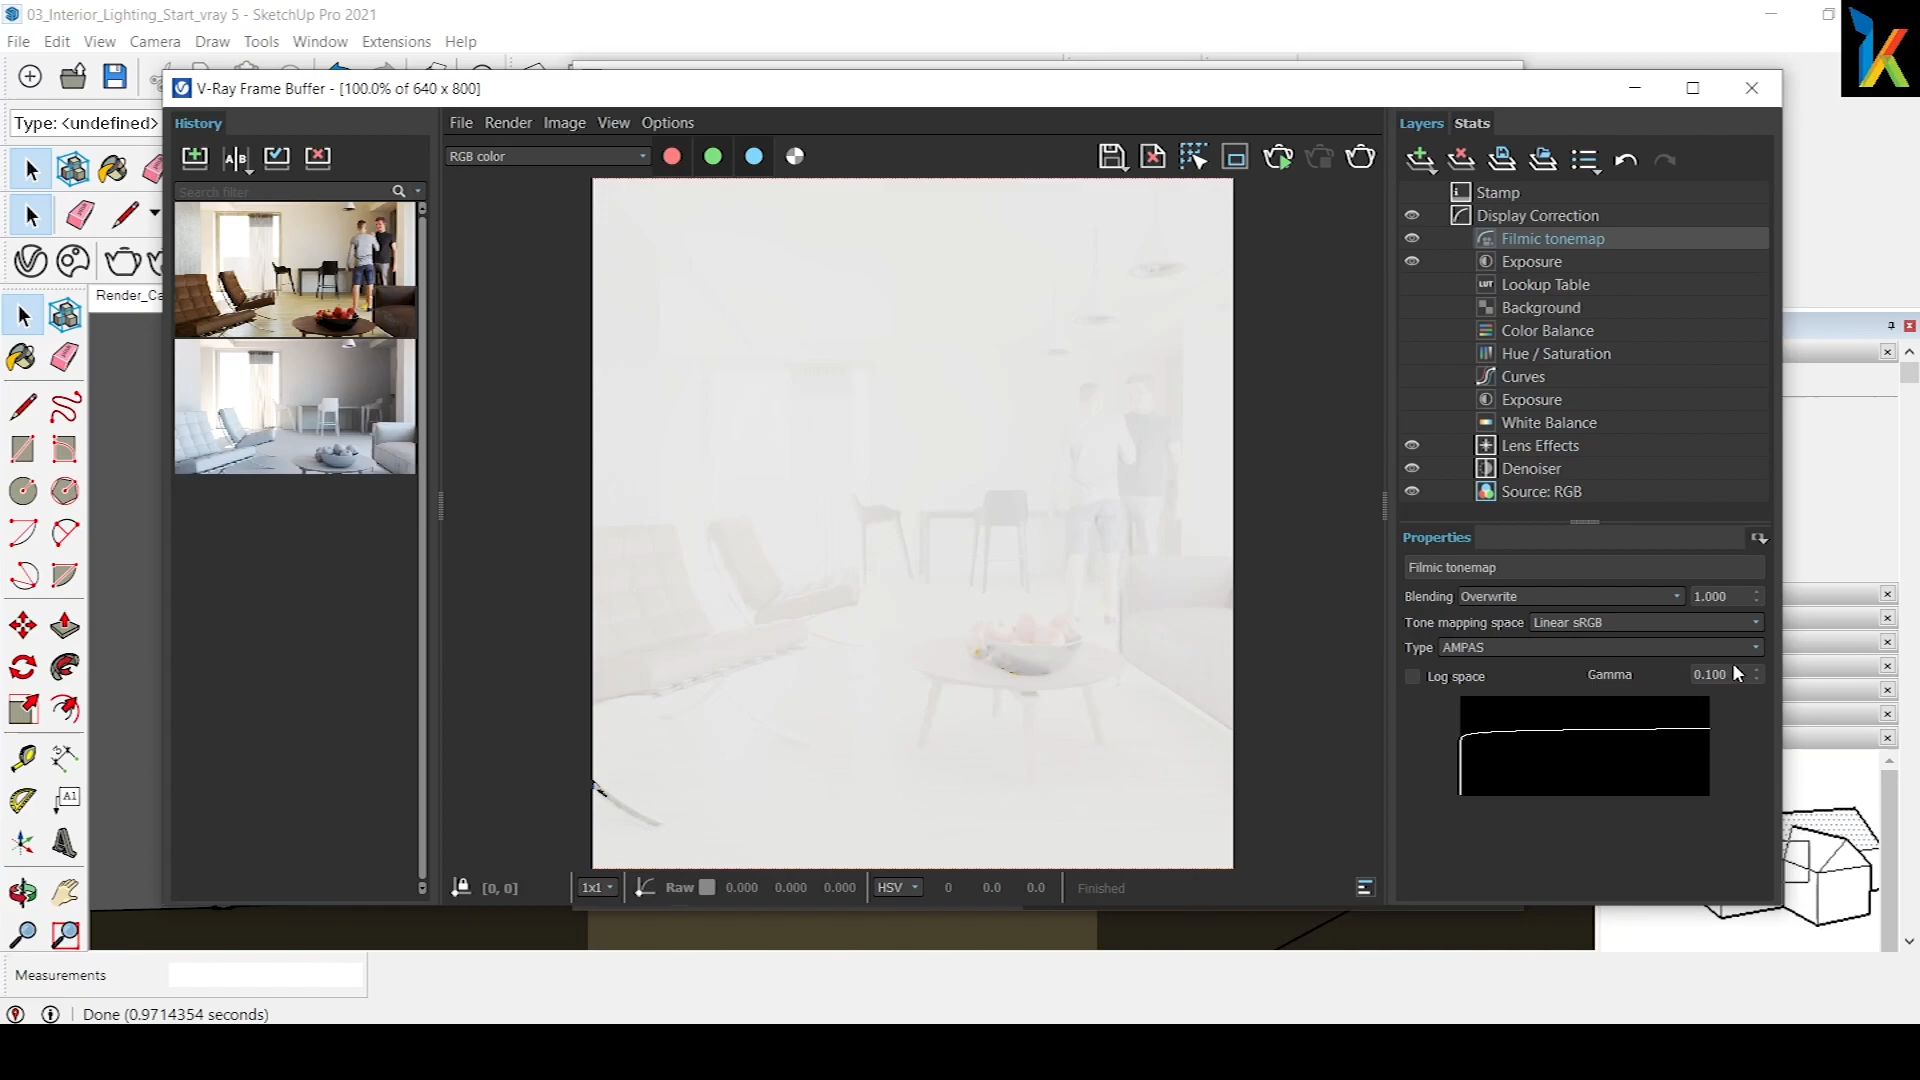 03_Interior_Lighting_Start_vray 5 - SketchUp Pro 2021
File Edit View Camera Draw Tools Window Extensions Help
V-Ray Frame Buffer - [100.0% of 640 x 800]
Type: <undefined>
History
File Render Image View Options
Layers Stats
RGB color
A|B
Search filter
Stamp
Display Correction
Filmic tonemap
Exposure
LUT Lookup Table
Background
Render_Ca
Color Balance
Hue / Saturation
Curves
Exposure
White Balance
Lens Effects
Denoiser
Source: RGB
Properties
Filmic tonemap
Blending Overwrite 1.000
Tone mapping space Linear sRGB
Type AMPAS
Log space Gamma 0.100
A1
[0, 0] 1x1 Raw 0.000 0.000 0.000 HSV 0 0.0 0.0 Finished
Measurements
Done (0.9714354 seconds)